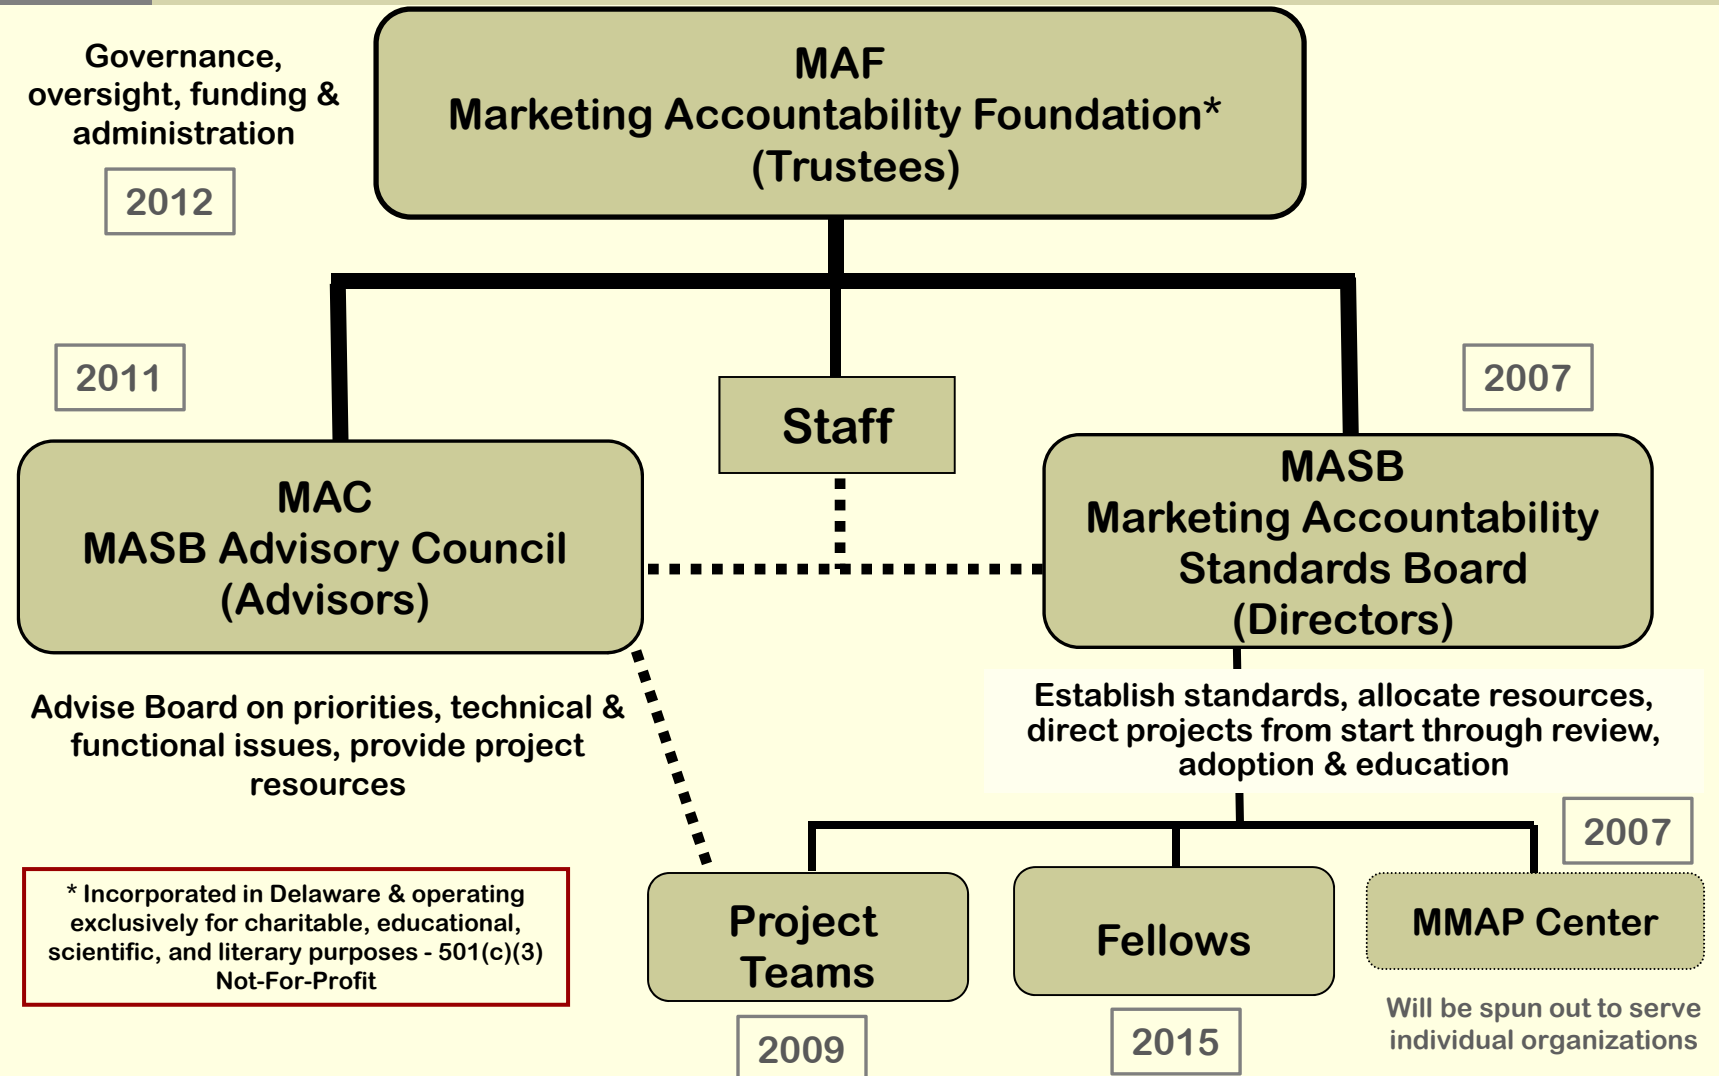 Governance,
oversight, funding &
administration
2012
MAF
Marketing Accountability Foundation*
(Trustees)
2011
Staff
2007
MAC
MASB Advisory Council
(Advisors)
MASB
Marketing Accountability
Standards Board
(Directors)
Advise Board on priorities, technical &
functional issues, provide project
resources
Establish standards, allocate resources,
direct projects from start through review,
adoption & education
2007
* Incorporated in Delaware & operating
exclusively for charitable, educational,
scientific, and literary purposes - 501(c)(3)
Not-For-Profit
Project
Teams
2009
Fellows
2015
MMAP Center
Will be spun out to serve
individual organizations